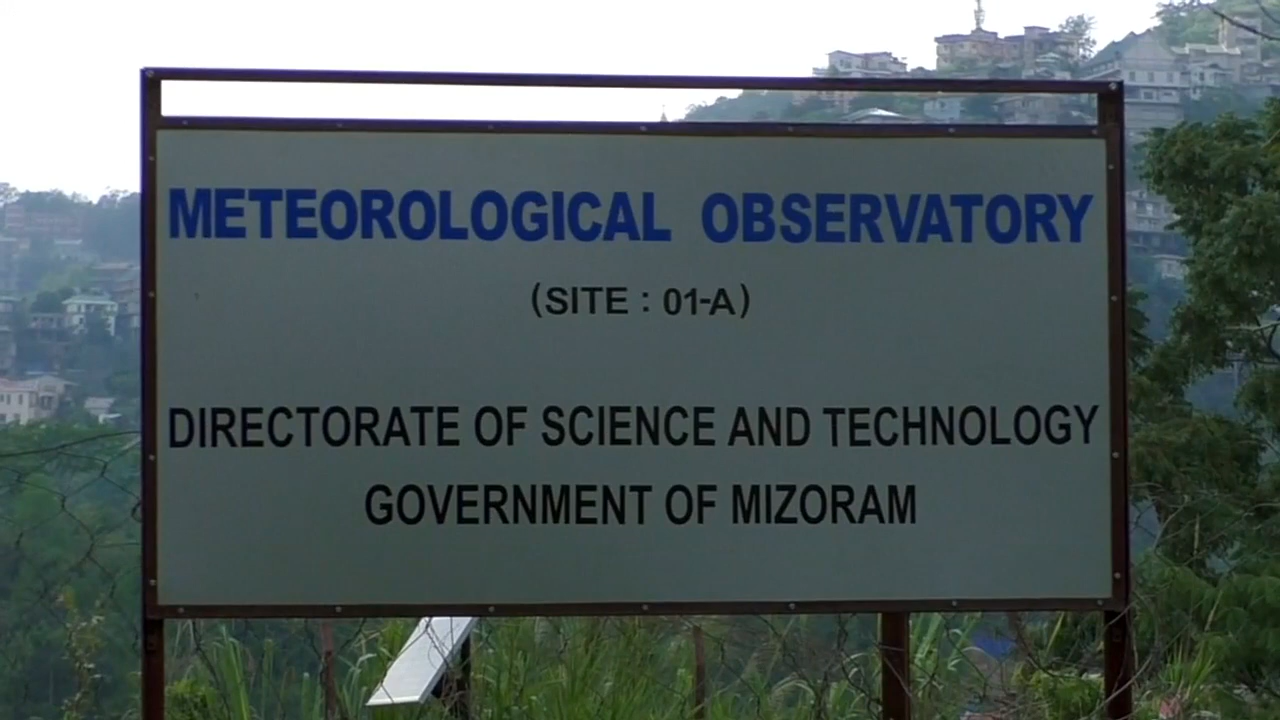 METEOROLOGICAL OBSERVATORY
(SITE : 01-A)
DIRECTORATE OF SCIENCE AND TECHNOLOGY
GOVERNMENT OF MIZORAM